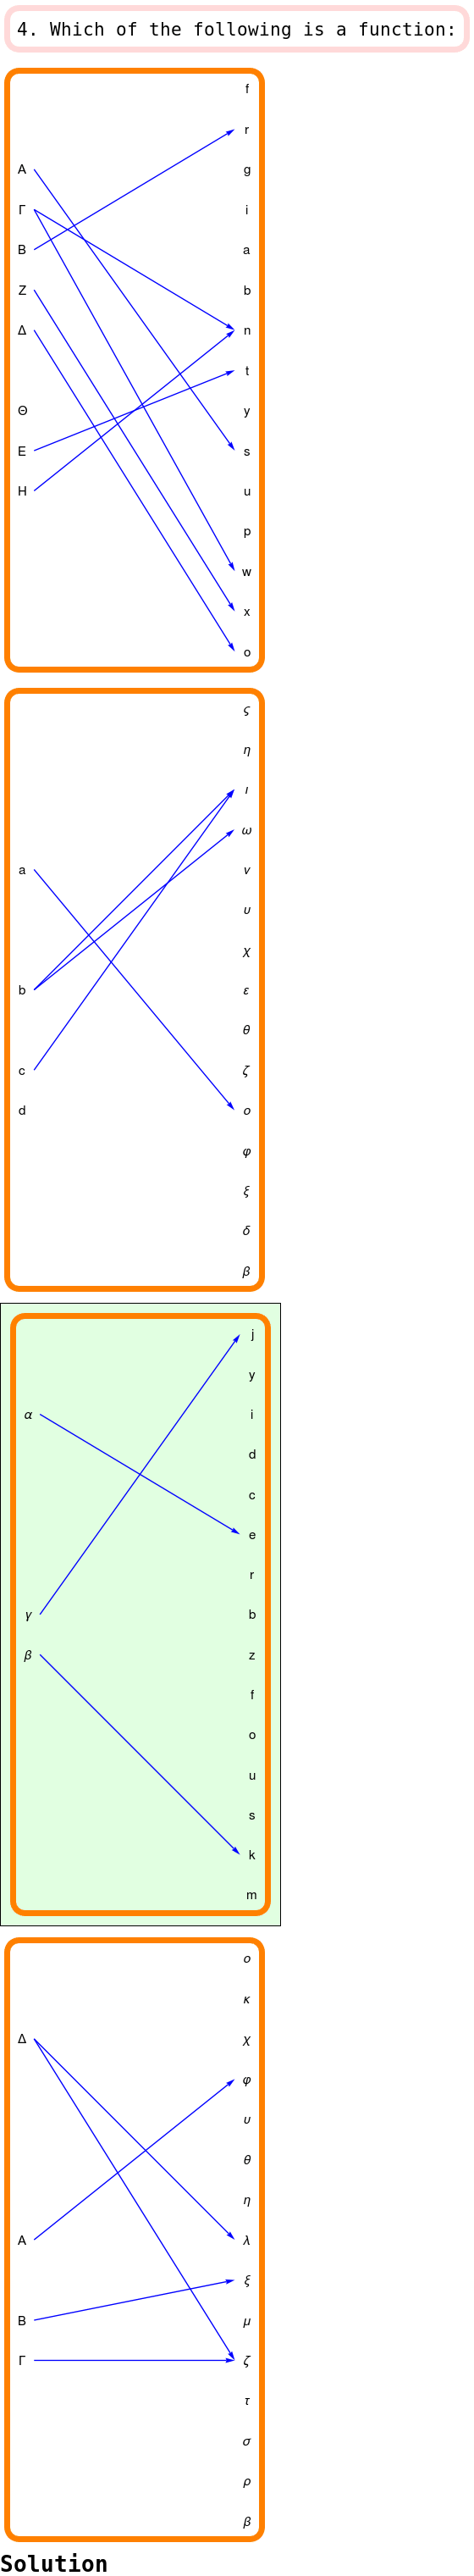 4. Which of the following is a function:
f
r
Α g
Γ i
Β a
Ζ b
Δ n
t
Θ y
Ε s
Η u
p
w
x
o
ς
η
ι
ω
a ν
υ
χ
b ε
θ
c ζ
d ο
φ
ξ
δ
β
j
y
α i
d
c
e
r
γ b
β z
f
o
u
s
k
m
ο
κ
Δ χ
φ
υ
θ
η
Α λ
ξ
Β μ
Γ ζ
τ
σ
ρ
β
Solution